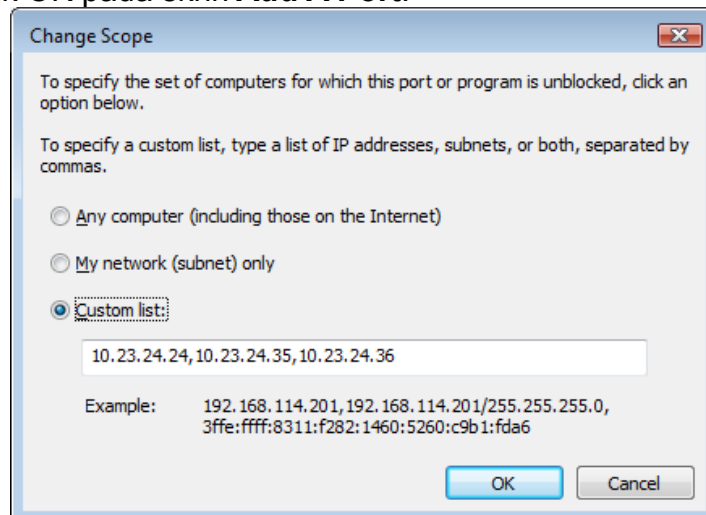 pada skrin
Change Scope
To specify the set of computers for which this port or program is unblocked, click an
option below.
To specify a custom list, type a list of IP addresses, subnets, or both, separated by
commas.
Any computer (including those on the Internet)
My network (subnet) only
Custom list:
10.23.24.24,10.23.24.35,10.23.24.36
Example: 192.168.114.201,192.168.114.201/255.255.255.0,
3ffe:ffff:8311:f282:1460:5260:c9b1:fda6
OK Cancel